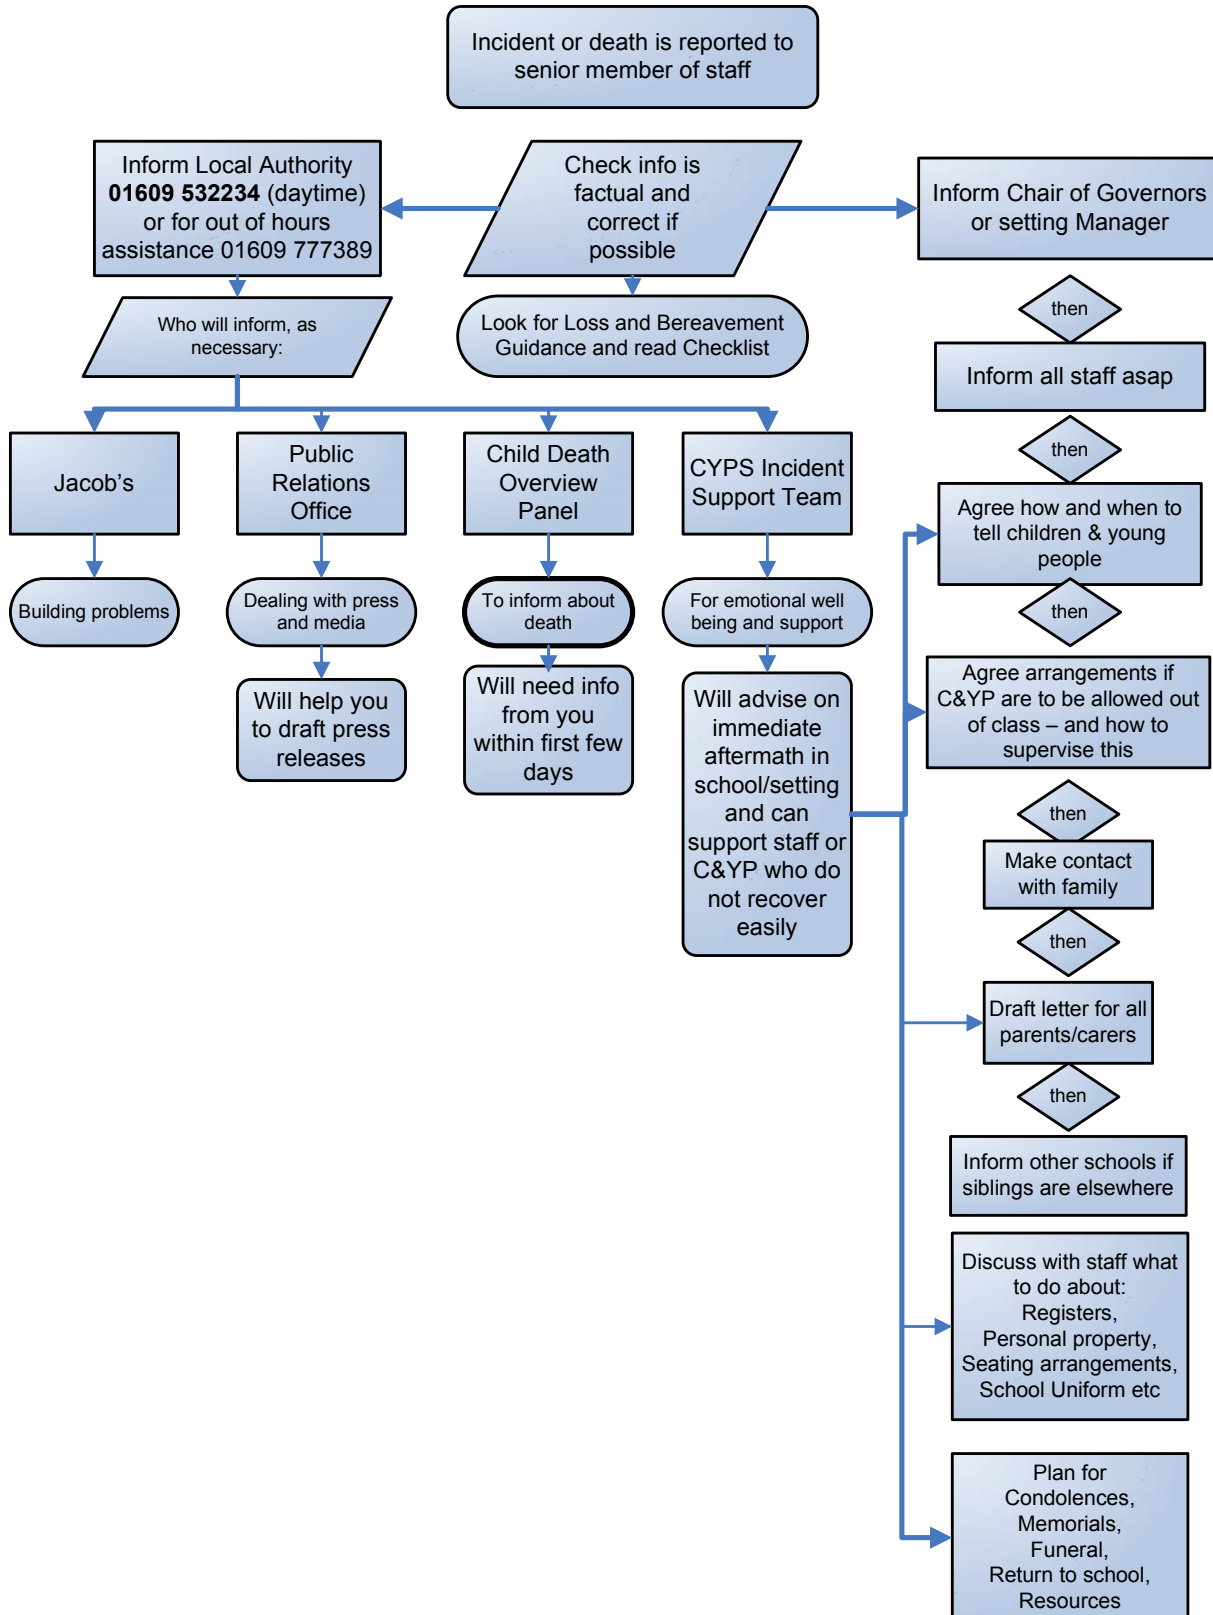 Incident or death is reported to
senior member of staff
Inform Local Authority
01609 532234 (daytime)
or for out of hours
assistance 01609 777389
Check info is
factual and
correct if
possible
Inform Chair of Governors
or setting Manager
Who will inform, as
necessary:
Look for Loss and Bereavement
Guidance and read Checklist
then
Inform all staff asap
then
Jacob's
Public
Relations
Office
Child Death
Overview
Panel
CYPS Incident
Support Team
Agree how and when to
tell children & young
people
Building problems
Dealing with press
and media
To inform about
death
For emotional well
being and support
then
Will help you
to draft press
releases
Will need info
from you
within first few
days
Will advise on
immediate
aftermath in
school/setting
and can
support staff or
C&YP who do
not recover
easily
Agree arrangements if
C&YP are to be allowed out
of class – and how to
supervise this
then
Make contact
with family
then
Draft letter for all
parents/carers
then
Inform other schools if
siblings are elsewhere
Discuss with staff what
to do about:
Registers,
Personal property,
Seating arrangements,
School Uniform etc
Plan for
Condolences,
Memorials,
Funeral,
Return to school,
Resources